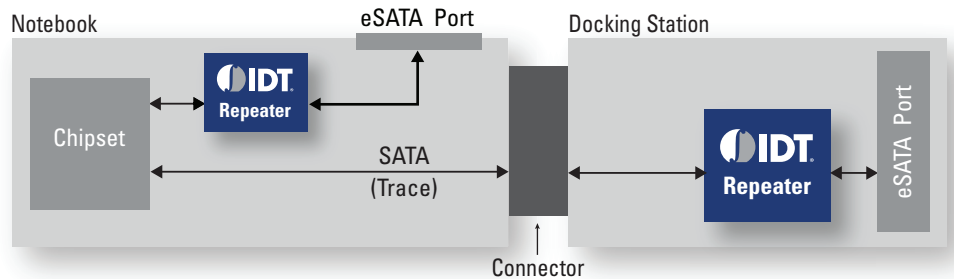 Notebook
eSATA Port
Docking Station
IDT.
Repeater
Chipset
SATA
(Trace)
IDT.
Repeater
eSATA Port
Connector